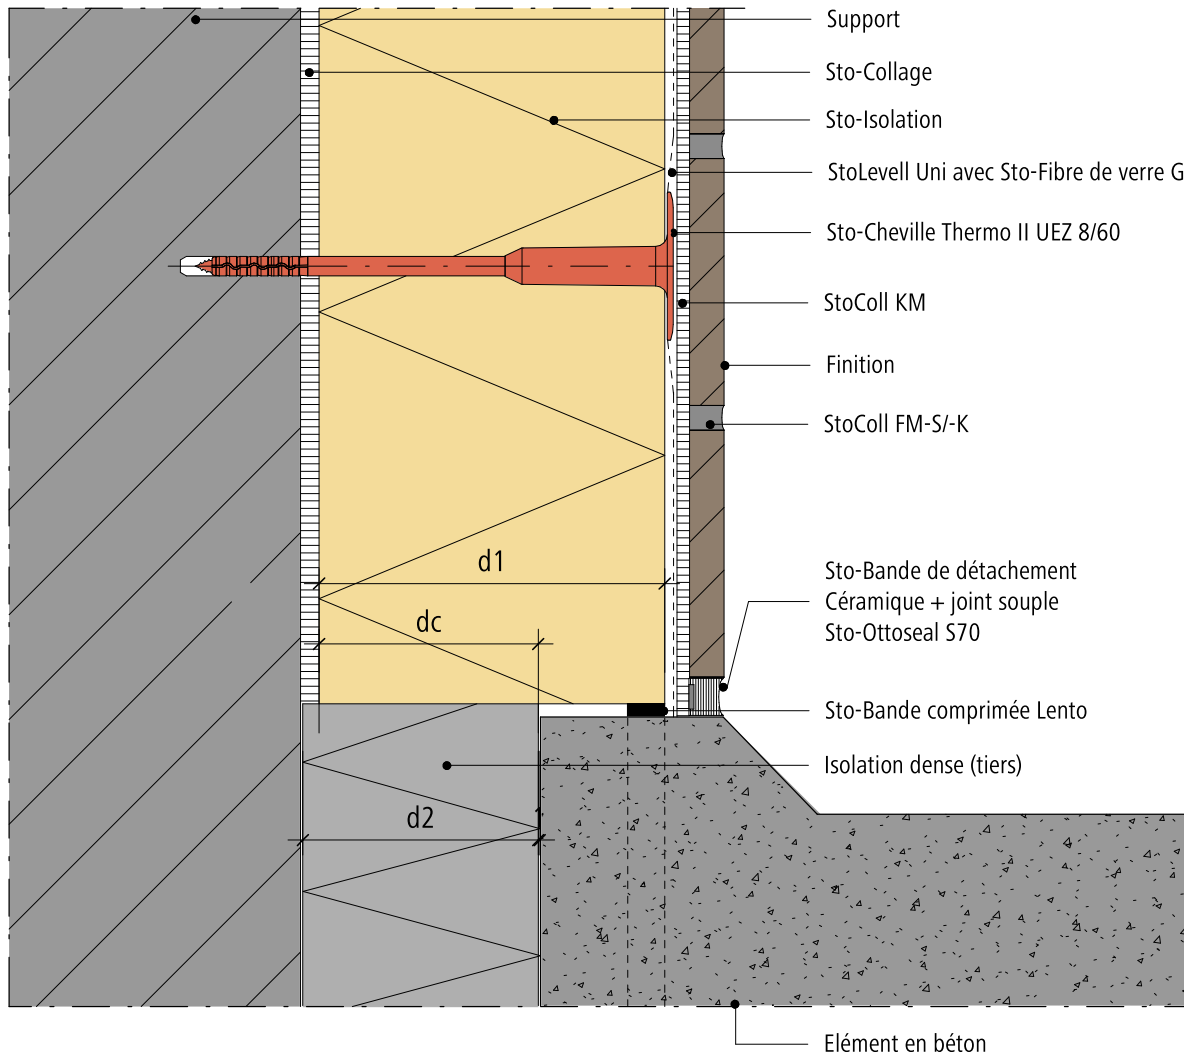 Support
Sto-Collage
Sto-Isolation
StoLevell Uni avec Sto-Fibre de verre G
Sto-Cheville Thermo II UEZ 8/60
StoColl KM
Finition
StoColl FM-S/-K
d1
Sto-Bande de détachement
Céramique + joint souple
Sto-Ottoseal S70
dc
Sto-Bande comprimée Lento
Isolation dense (tiers)
d2
Elément en béton